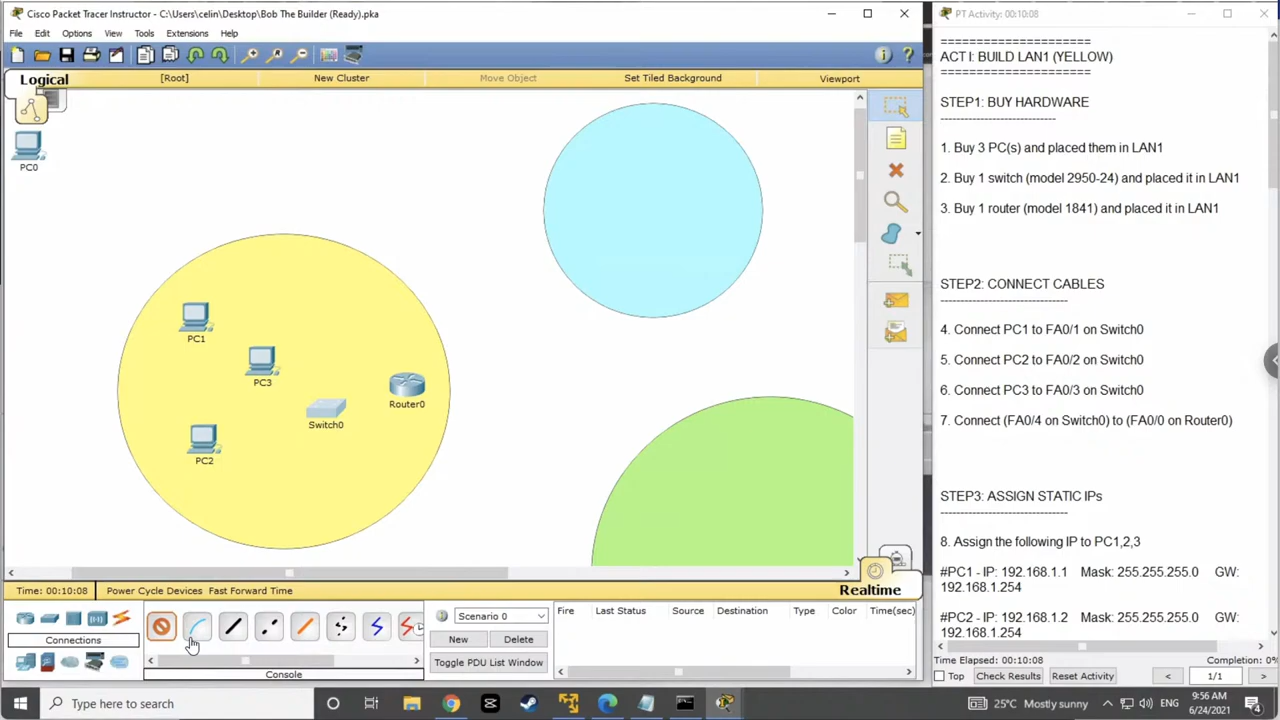 Cisco Packet Tracer Instructor - C:\Users\celin\Desktop\Bob The Builder (Ready).pka
File Edit Options View Tools Extensions Help
Logical [Root] New Cluster Move Object Set Tiled Background Viewport
PC0
PC1
PC3
Router0
Switch0
PC2
Time: 00:10:08 Power Cycle Devices Fast Forward Time
Realtime
Connections
Console
Scenario 0
New Delete
Toggle PDU List Window
Fire Last Status Source Destination Type Color Time(sec)
PT Activity: 00:10:08
=====================
ACT I: BUILD LAN1 (YELLOW)
=====================
STEP1: BUY HARDWARE
-----------------------------
1. Buy 3 PC(s) and placed them in LAN1
2. Buy 1 switch (model 2950-24) and placed it in LAN1
3. Buy 1 router (model 1841) and placed it in LAN1
STEP2: CONNECT CABLES
--------------------------------
4. Connect PC1 to FA0/1 on Switch0
5. Connect PC2 to FA0/2 on Switch0
6. Connect PC3 to FA0/3 on Switch0
7. Connect (FA0/4 on Switch0) to (FA0/0 on Router0)
STEP3: ASSIGN STATIC IPs
--------------------------------
8. Assign the following IP to PC1,2,3
#PC1 - IP: 192.168.1.1 Mask: 255.255.255.0 GW:
192.168.1.254
#PC2 - IP: 192.168.1.2 Mask: 255.255.255.0 GW:
192.168.1.254
Time Elapsed: 00:10:08 Completion: 0%
Top Check Results Reset Activity < 1/1 >
Type here to search
25°C Mostly sunny ENG
9:56 AM
6/24/2021
4